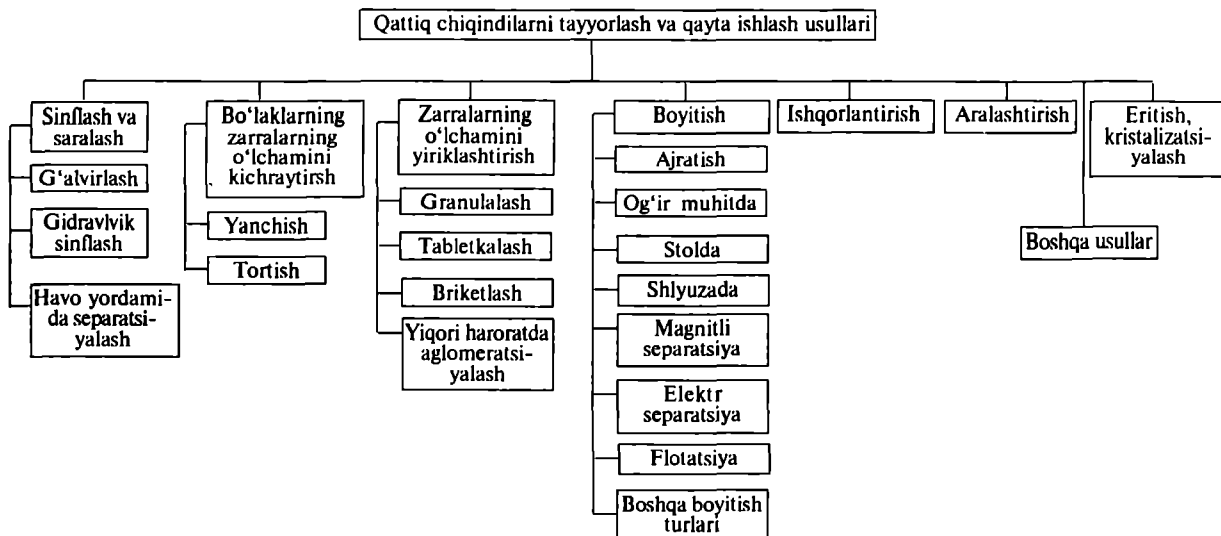 Qattiq chiqindilarni tayyorlash va qayta ishlash usullari
Sinflash va
saralash
G‘alvirlash
Gidravlvik
sinflash
Havo yordami-
da separatsi-
yalash
Bo‘laklarning
zarralarning
o‘lchamini
kichraytirsh
Yanchish
Tortish
Zarralarning
o‘lchamini
yiriklashtirish
Granulalash
Tabletkalash
Briketlash
Yiqori haroratda
aglomeratsi-
yalash
Boyitish
Ajratish
Og‘ir muhitda
Stolda
Shlyuzada
Magnitli
separatsiya
Elektr
separatsiya
Flotatsiya
Boshqa boyitish
turlari
Ishqorlantirish
Aralashtirish
Boshqa usullar
Eritish,
kristalizatsi-
yalash